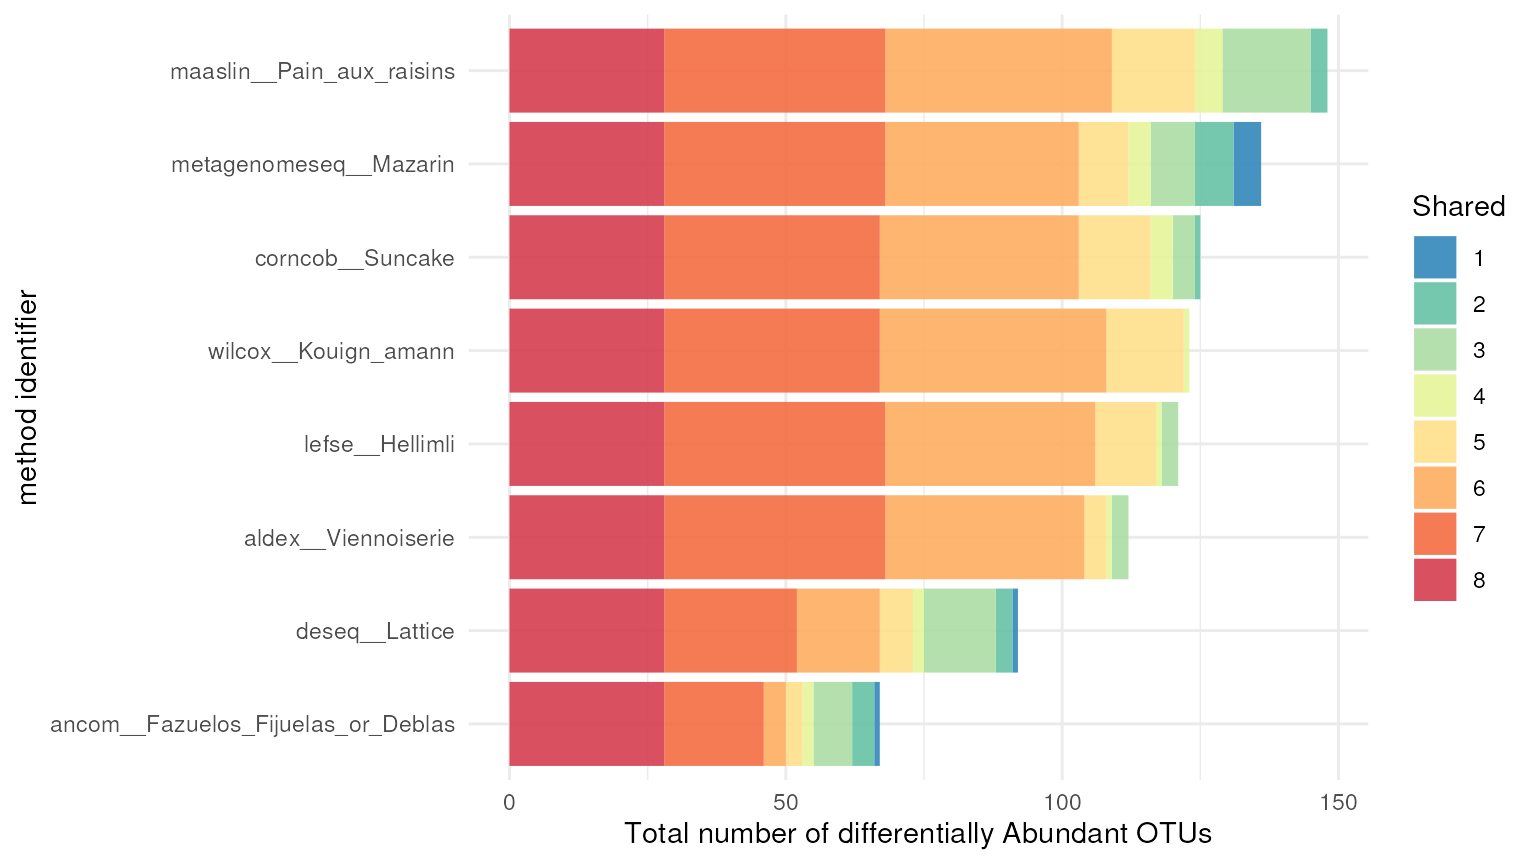 maaslin__Pain_aux_raisins
metagenomeseq__Mazarin
corncob__Suncake
wilcox__Kouign_amann
lefse__Hellimli
aldex__Viennoiserie
deseq__Lattice
ancom__Fazuelos_Fijuelas_or_Deblas
method identifier
0 50 100 150
Total number of differentially Abundant OTUs
Shared
1
2
3
4
5
6
7
8